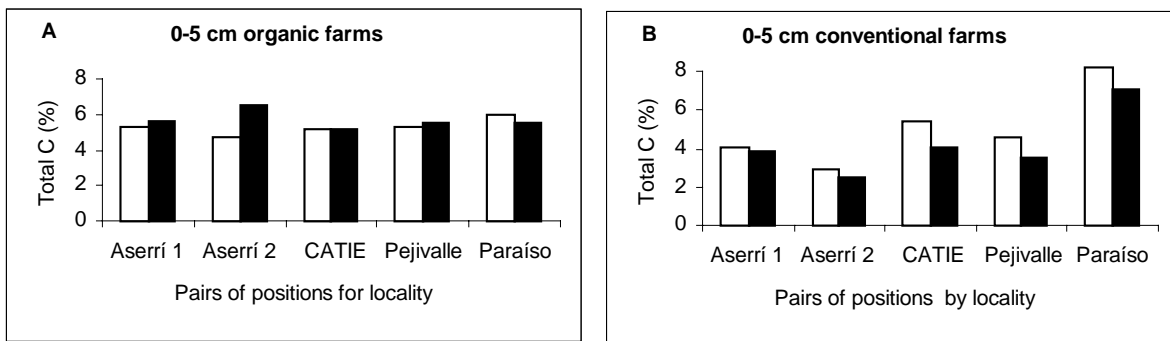 A
0-5 cm organic farms
Total C (%)
8
6
4
2
0
Aserrí 1 Aserrí 2 CATIE Pejivalle Paraíso
Pairs of positions for locality
B
0-5 cm conventional farms
Total C (%)
8
6
4
2
0
Aserrí 1 Aserrí 2 CATIE Pejivalle Paraíso
Pairs of positions by locality